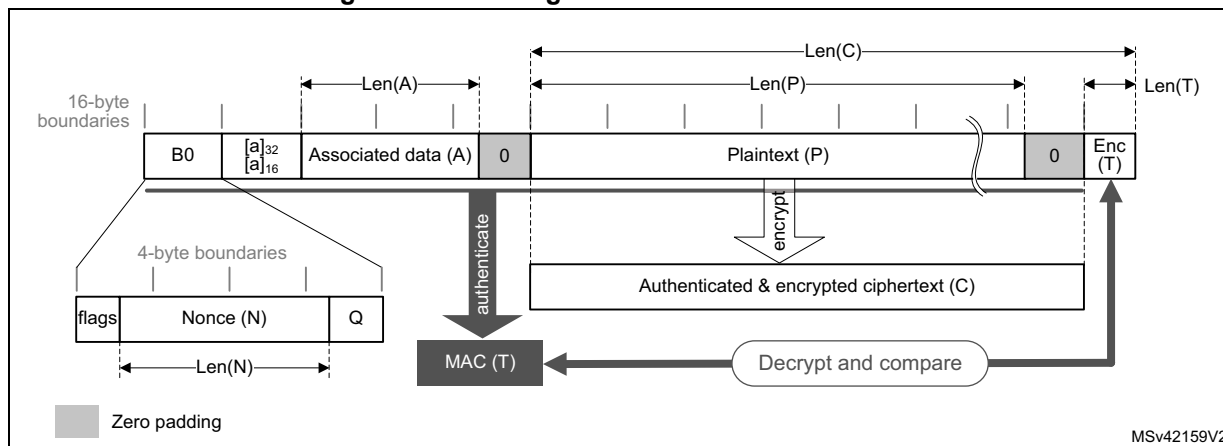 Len(C)
Len(A)
Len(P)
Len(T)
16-byte
boundaries
B0
[a]32
[a]16
Associated data (A)
0
Plaintext (P)
0
Enc
(T)
authenticate
encrypt
4-byte boundaries
Authenticated & encrypted ciphertext (C)
flags
Nonce (N)
Q
Len(N)
MAC (T)
Decrypt and compare
Zero padding
MSv42159V2